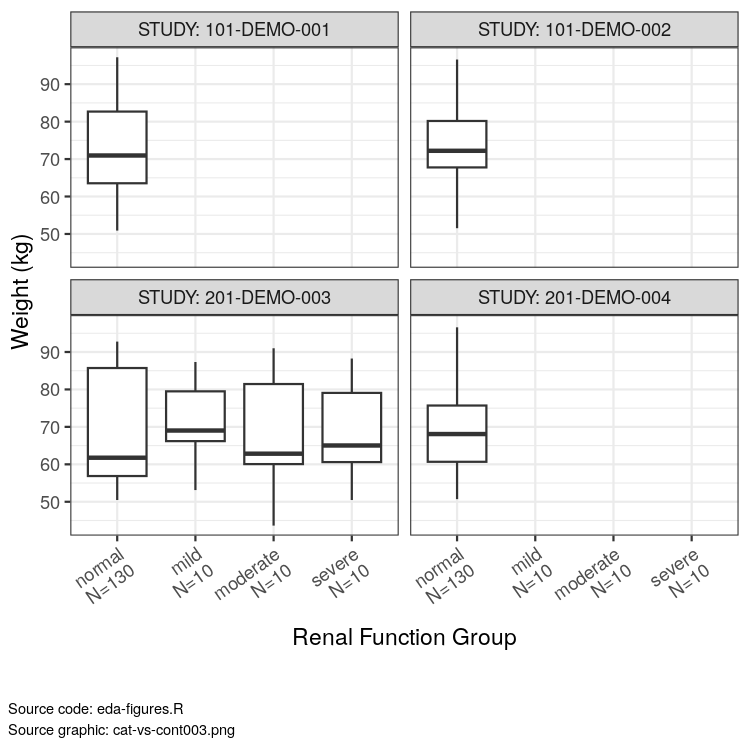 STUDY: 101-DEMO-001
STUDY: 101-DEMO-002
90
80
70
60
50
STUDY: 201-DEMO-003
STUDY: 201-DEMO-004
90
80
70
60
50
Weight (kg)
normal
N=130
mild
N=10
moderate
N=10
severe
N=10
normal
N=130
mild
N=10
moderate
N=10
severe
N=10
Renal Function Group
Source code: eda-figures.R
Source graphic: cat-vs-cont003.png